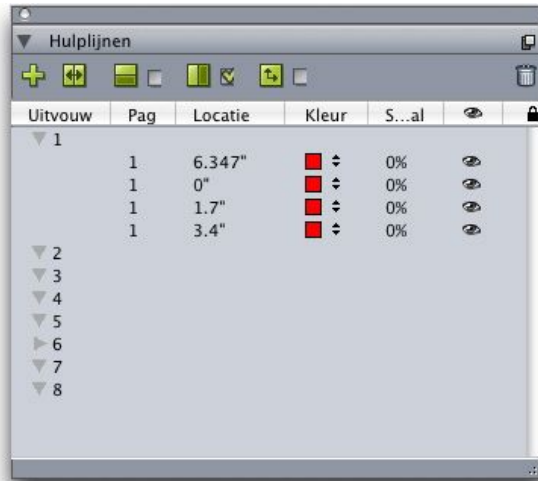 Hulplijnen
Uitvouw Pag Locatie Kleur S...al
1
1 6.347" 0%
1 0" 0%
1 1.7" 0%
1 3.4" 0%
2
3
4
5
6
7
8